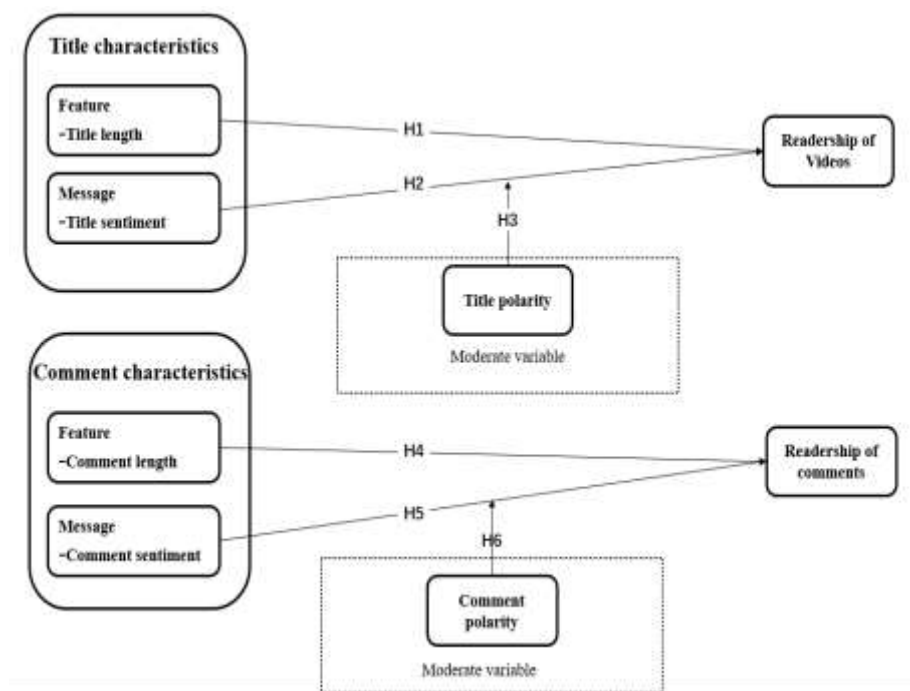 Title characteristics
Feature
-Title length
Message
-Title sentiment
H1
H2
H3
Readership of
Videos
Title polarity
Moderate variable
Comment characteristics
Feature
-Comment length
Message
-Comment sentiment
H4
H5
H6
Readership of
comments
Comment
polarity
Moderate variable